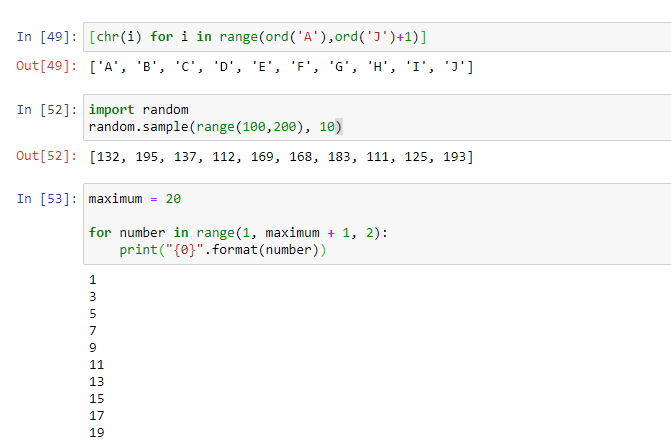 In [49]: [chr(i) for i in range(ord('A'),ord('J')+1)]
Out[49]: ['A', 'B', 'C', 'D', 'E', 'F', 'G', 'H', 'I', 'J']
In [52]: import random
random.sample(range(100,200), 10)
Out[52]: [132, 195, 137, 112, 169, 168, 183, 111, 125, 193]
In [53]: maximum = 20
for number in range(1, maximum + 1, 2):
    print("{0}".format(number))
1
3
5
7
9
11
13
15
17
19